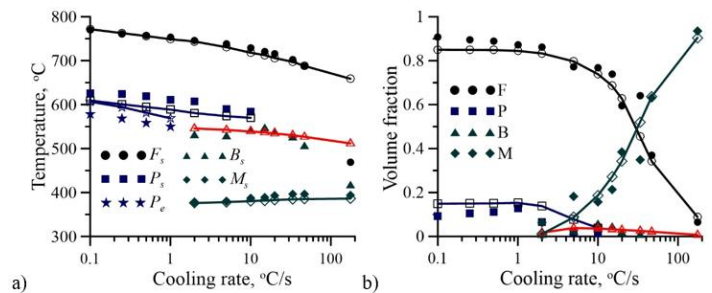 800
700
600
500
400
300
Temperature, °C
F_s
P_s
P_e
B_s
M_s
0.1 1 10 100
Cooling rate, °C/s
a)
1
0.8
0.6
0.4
0.2
0
Volume fraction
F
P
B
M
0.1 1 10 100
Cooling rate, °C/s
b)